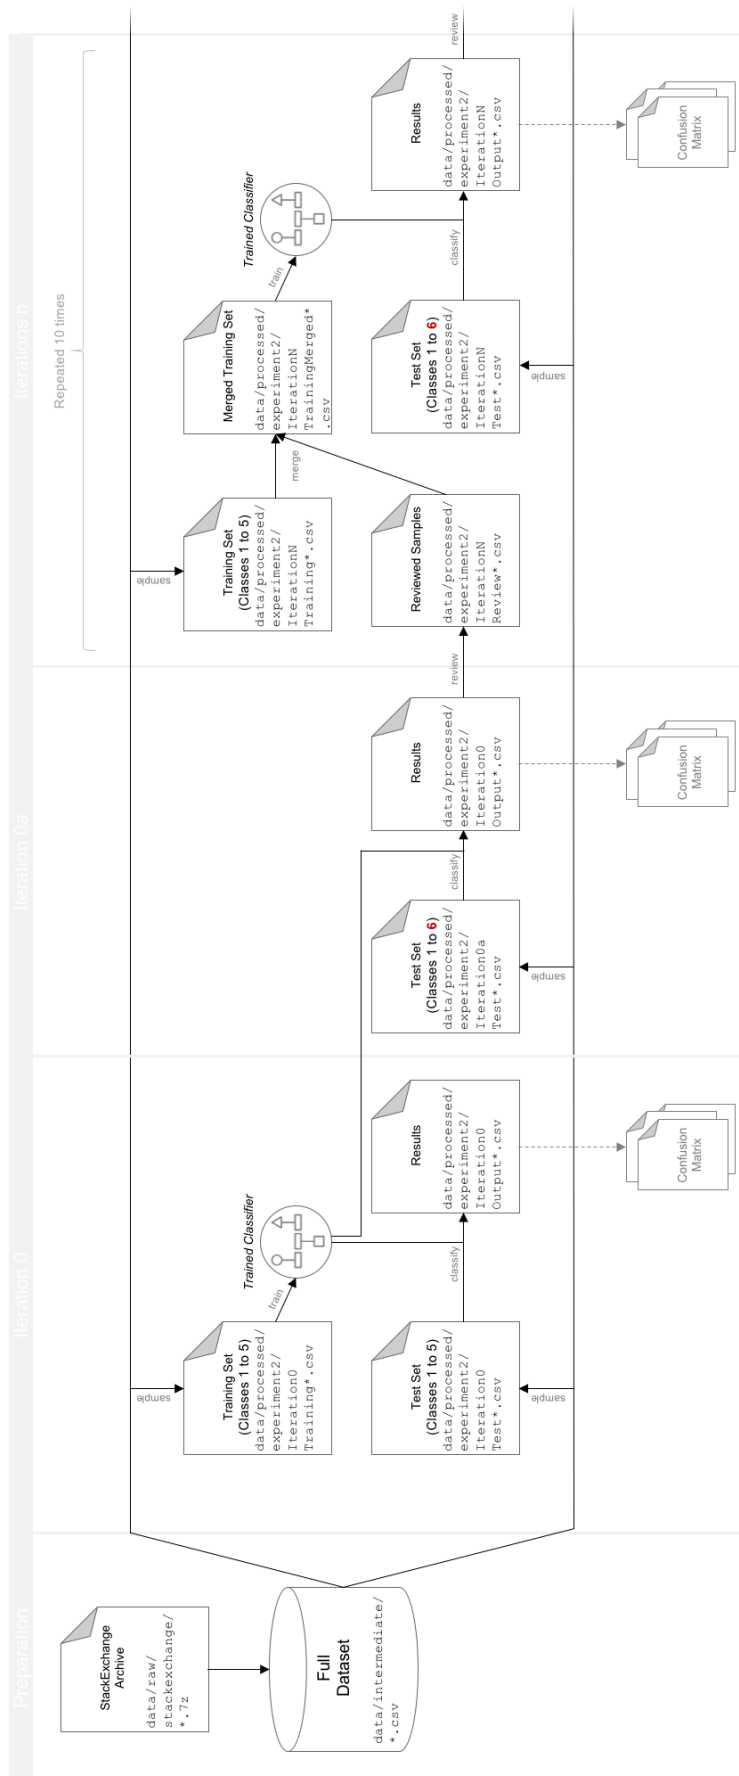 Preparation
StackExchange
Archive
data/raw/
stackexchange/
*.7z
Full
Dataset
data/intermediate/
*.csv
Iteration 0
sample
Training Set
(Classes 1 to 5)
data/processed/
experiment2/
Iteration0
Training*.csv
train
Trained Classifier
Test Set
(Classes 1 to 5)
data/processed/
experiment2/
Iteration0
Test*.csv
sample
classify
Results
data/processed/
experiment2/
Iteration0
Output*.csv
Confusion
Matrix
Iteration 0a
Test Set
(Classes 1 to 6)
data/processed/
experiment2/
Iteration0a
Test*.csv
sample
classify
Results
data/processed/
experiment2/
Iteration0
Output*.csv
Confusion
Matrix
review
Iterations n
Repeated 10 times
sample
Training Set
(Classes 1 to 5)
data/processed/
experiment2/
IterationN
Training*.csv
merge
Reviewed Samples
data/processed/
experiment2/
IterationN
Review*.csv
Merged Training Set
data/processed/
experiment2/
IterationN
TrainingMerged*
.csv
train
Trained Classifier
Test Set
(Classes 1 to 6)
data/processed/
experiment2/
IterationN
Test*.csv
sample
classify
Results
data/processed/
experiment2/
IterationN
Output*.csv
Confusion
Matrix
review